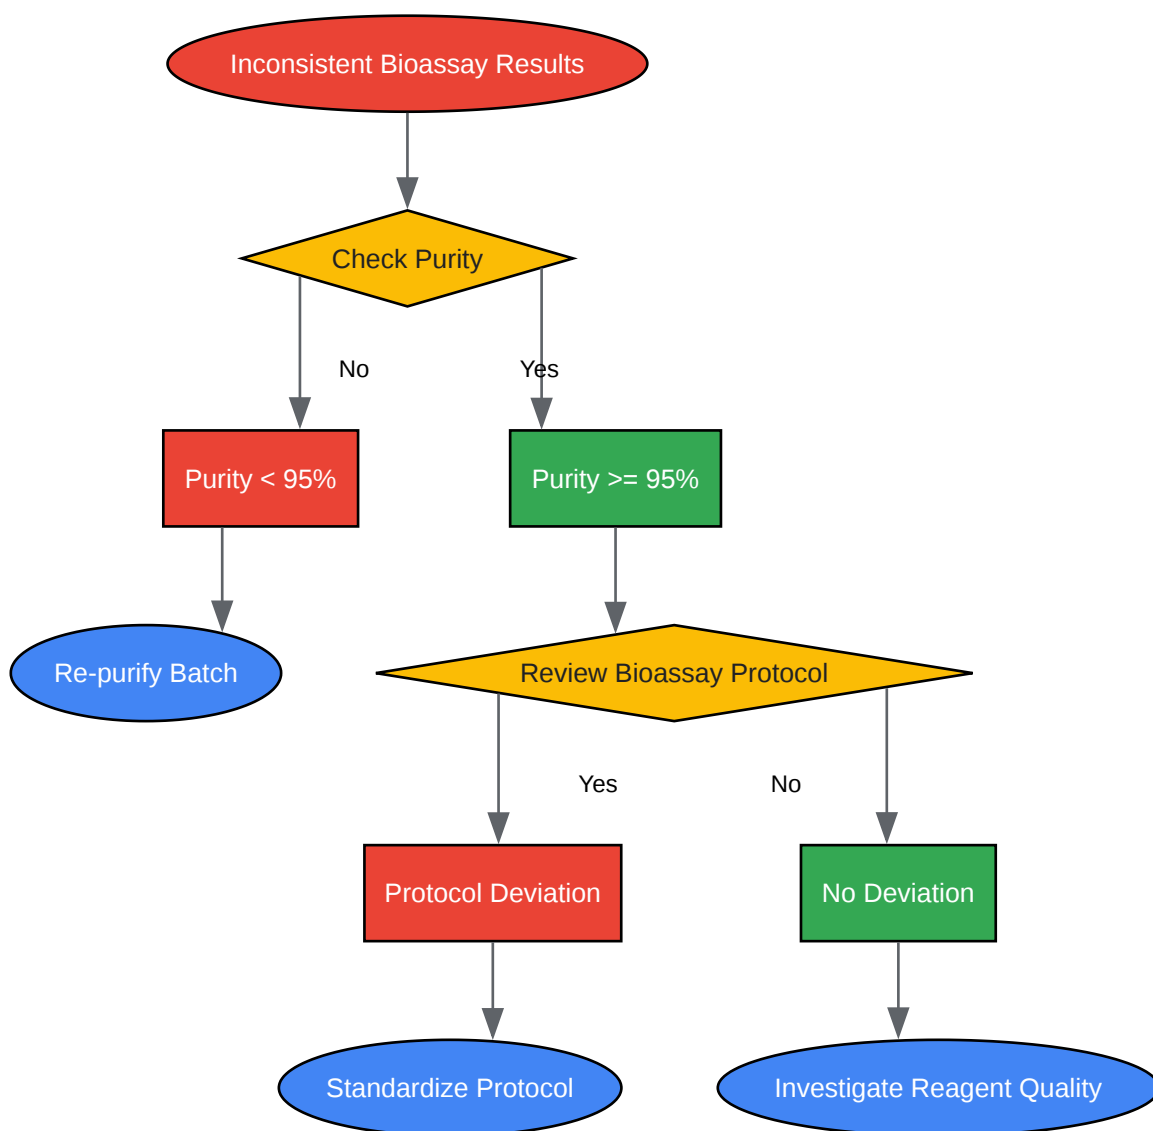 Inconsistent Bioassay Results
Check Purity
No
Yes
Purity < 95%
Purity >= 95%
Re-purify Batch
Review Bioassay Protocol
Yes
No
Protocol Deviation
No Deviation
Standardize Protocol
Investigate Reagent Quality